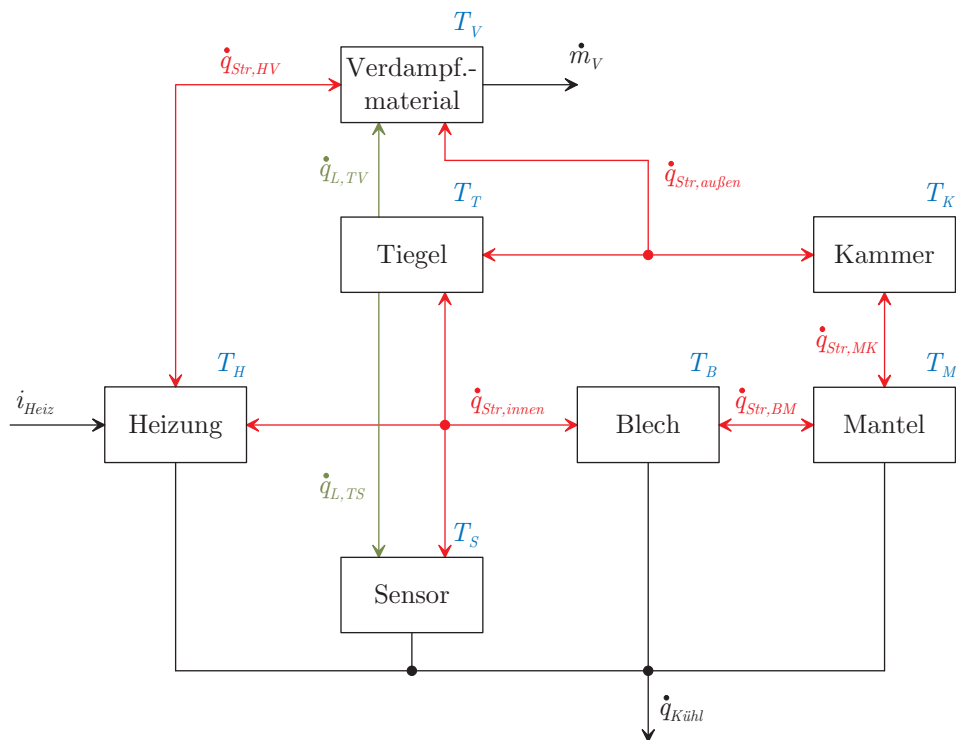 T_V
q̇_Str,HV
Verdampf.-
material
ṁ_V
q̇_L,TV
q̇_Str,außen
T_T
T_K
Tiegel
Kammer
q̇_Str,MK
T_H
T_B
T_M
i_Heiz
Heizung
q̇_Str,innen
Blech
q̇_Str,BM
Mantel
q̇_L,TS
T_S
Sensor
q̇_Kühl